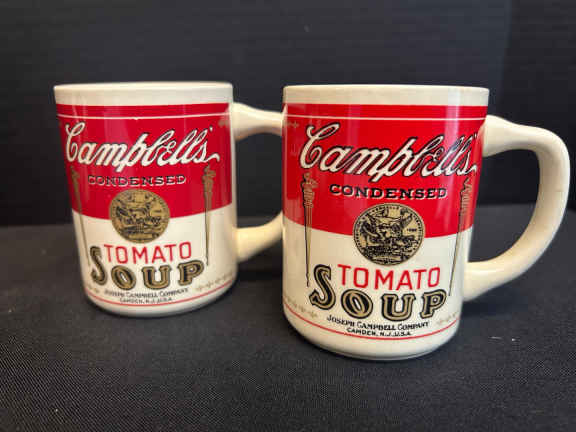 Campbell's
CONDENSED
TOMATO
SOUP
JOSEPH CAMPBELL COMPANY
CAMDEN, N.J., U.S.A.
Campbell's
CONDENSED
TOMATO
SOUP
JOSEPH CAMPBELL COMPANY
CAMDEN, N.J., U.S.A.